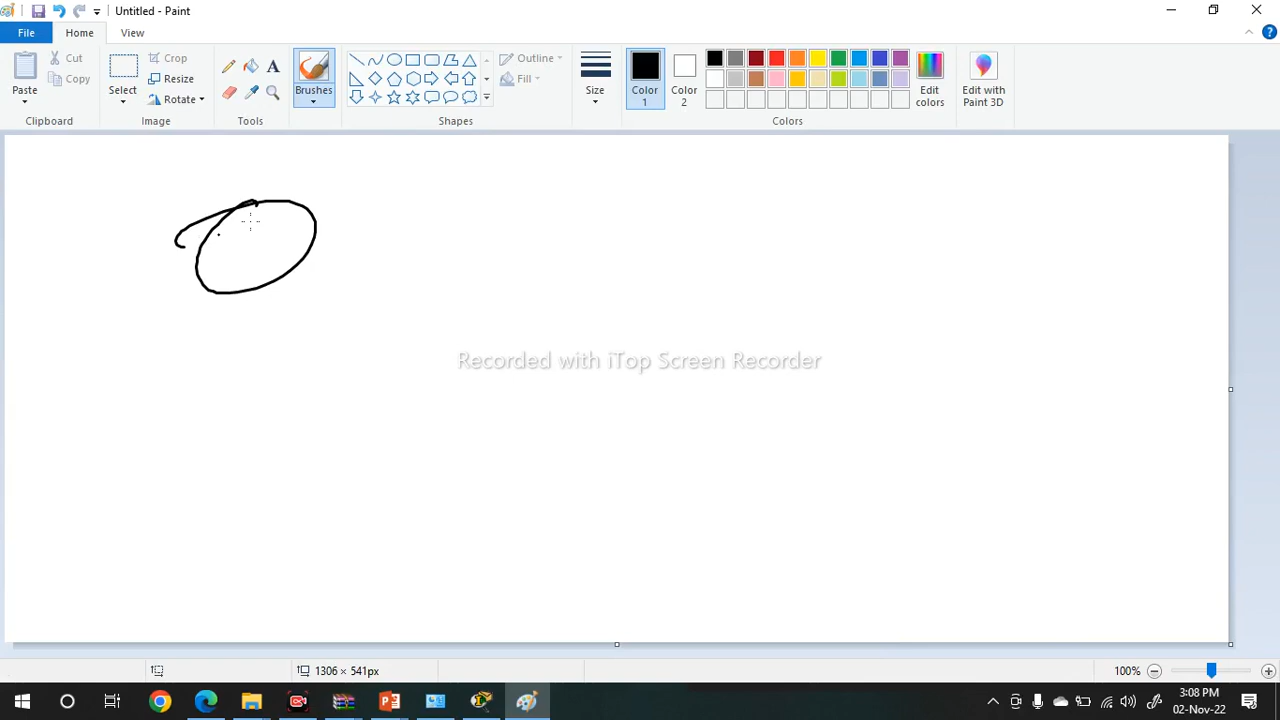 Untitled - Paint
File
Home
View
Paste
Cut
Copy
Clipboard
Select
Crop
Resize
Rotate
Image
A
Tools
Brushes
Outline
Fill
Shapes
Size
Color
1
Color
2
Edit
colors
Colors
Edit with
Paint 3D
Recorded with iTop Screen Recorder
1306 × 541px
100%
3:08 PM
02-Nov-22